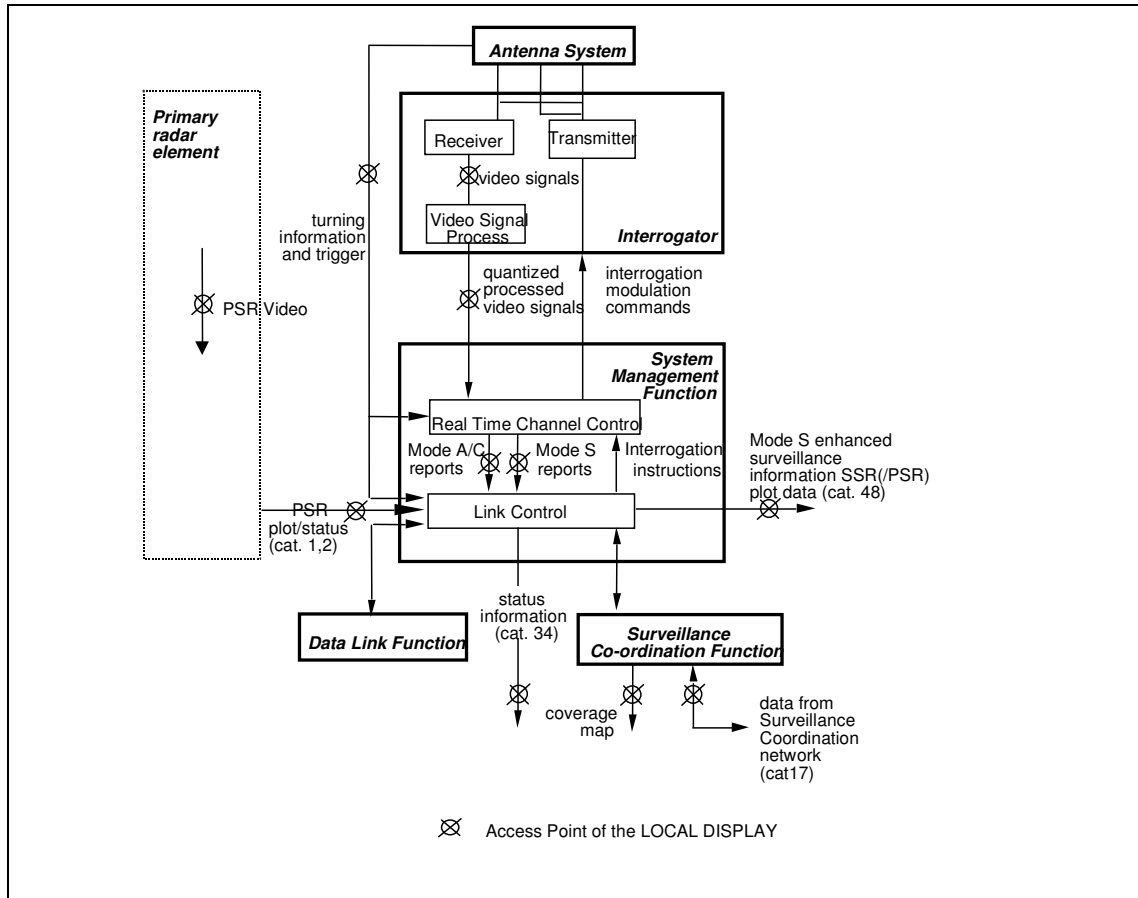 Antenna System
Primary
radar
element
Receiver
Transmitter
video signals
Video Signal
Process
Interrogator
turning
information
and trigger
PSR Video
quantized
processed
video signals
interrogation
modulation
commands
System
Management
Function
Real Time Channel Control
Mode A/C
reports
Mode S
reports
Interrogation
instructions
Mode S enhanced
surveillance
information SSR(/PSR)
plot data (cat. 48)
PSR
plot/status
(cat. 1,2)
Link Control
status
information
(cat. 34)
Data Link Function
Surveillance
Co-ordination Function
coverage
map
data from
Surveillance
Coordination
network
(cat17)
Access Point of the LOCAL DISPLAY